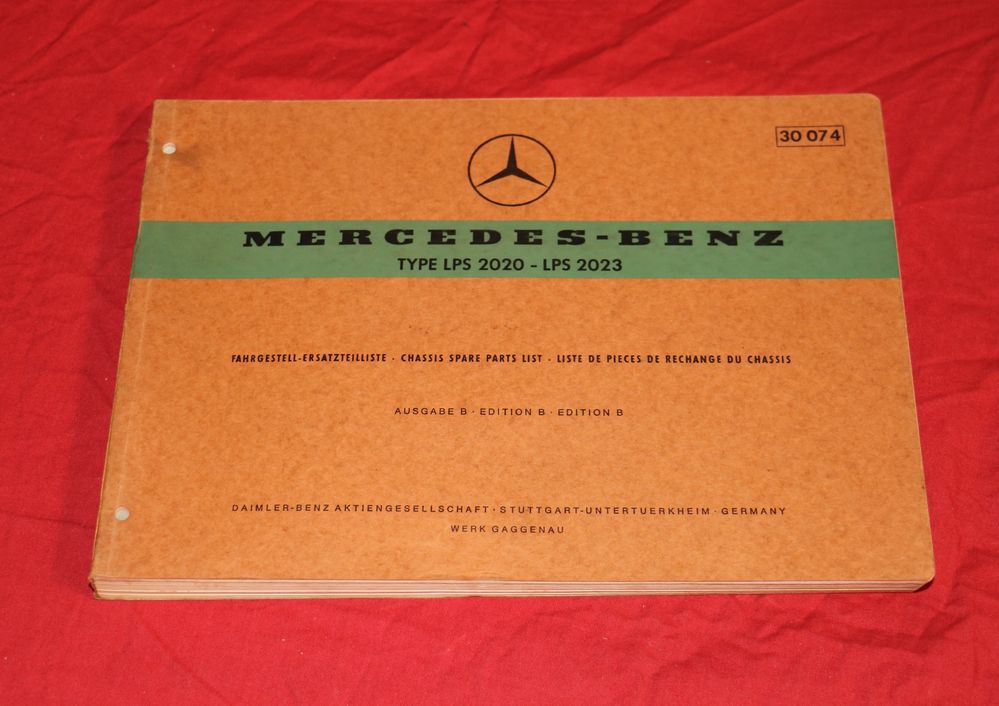 30 074
MERCEDES-BENZ
TYPE LPS 2020 - LPS 2023
FAHRGESTELL-ERSATZTEILLISTE · CHASSIS SPARE PARTS LIST · LISTE DE PIECES DE RECHANGE DU CHASSIS
AUSGABE B · EDITION B · EDITION B
DAIMLER-BENZ AKTIENGESELLSCHAFT · STUTTGART-UNTERTUERKHEIM · GERMANY
WERK GAGGENAU